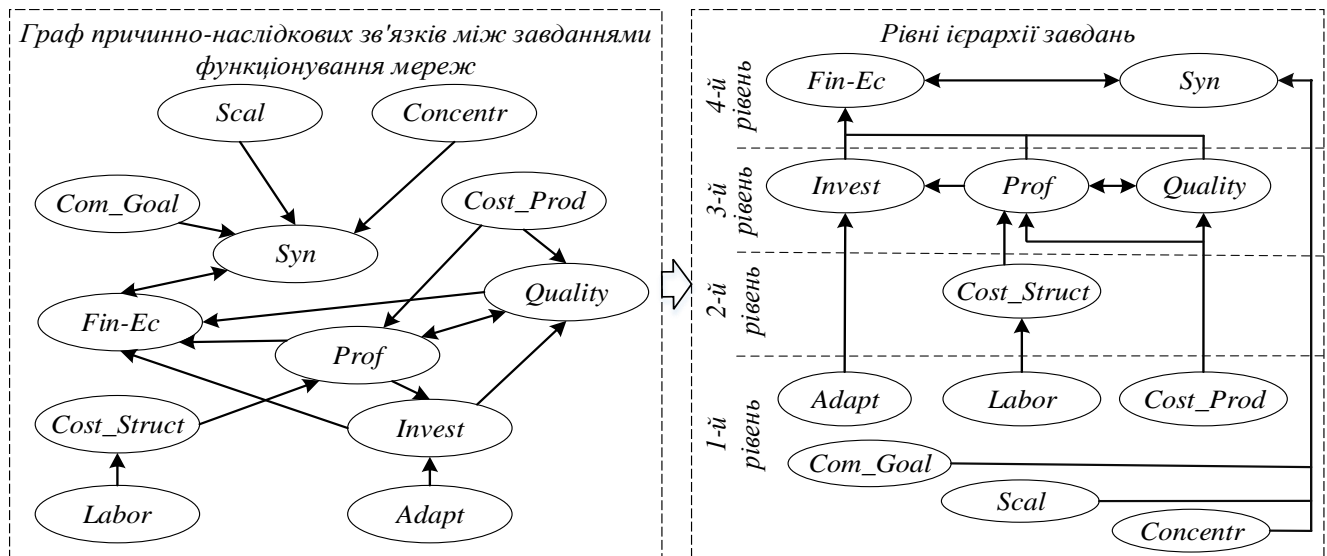 Граф причинно-наслідкових зв'язків між завданнями
функціонування мереж
Scal
Concentr
Com_Goal
Cost_Prod
Syn
Quality
Fin-Ec
Prof
Cost_Struct
Invest
Labor
Adapt
Рівні ієрархії завдань
4-й
рівень
Fin-Ec
Syn
3-й
рівень
Invest
Prof
Quality
2-й
рівень
Cost_Struct
1-й
рівень
Adapt
Labor
Cost_Prod
Com_Goal
Scal
Concentr